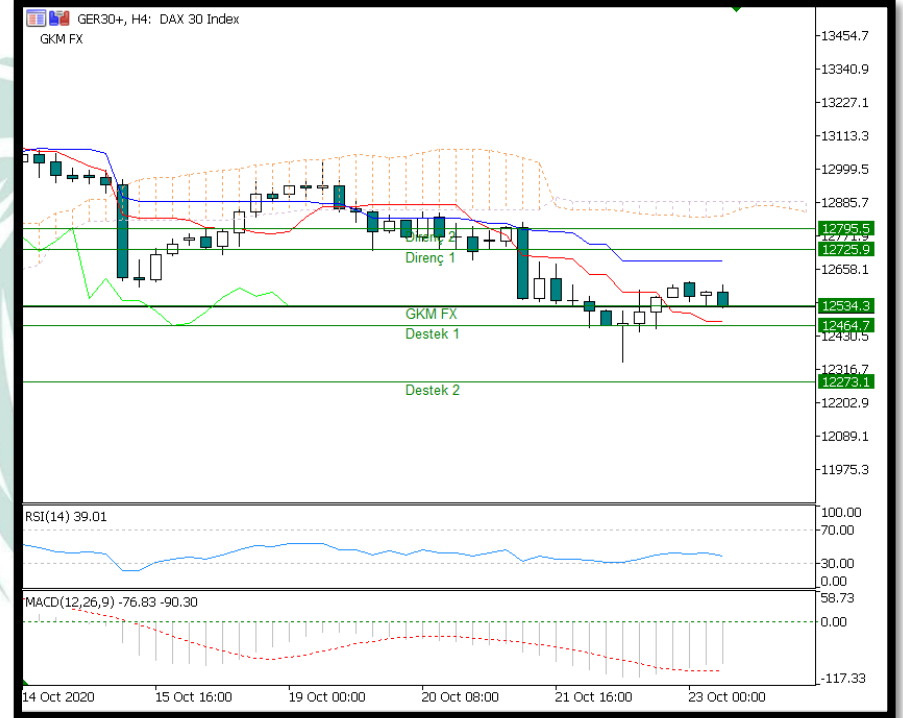 GER30+, H4: DAX 30 Index
GKM FX
13454.7
13340.9
13227.1
13113.3
12999.5
12885.7
12795.5
12725.9
12658.1
12534.3
12464.7
12430.5
12316.7
12273.1
12202.9
12089.1
11975.3
Direnç 2
Direnç 1
GKM FX
Destek 1
Destek 2
RSI(14) 39.01
100.00
70.00
30.00
0.00
MACD(12,26,9) -76.83 -90.30
58.73
0.00
-117.33
14 Oct 2020 15 Oct 16:00 19 Oct 00:00 20 Oct 08:00 21 Oct 16:00 23 Oct 00:00